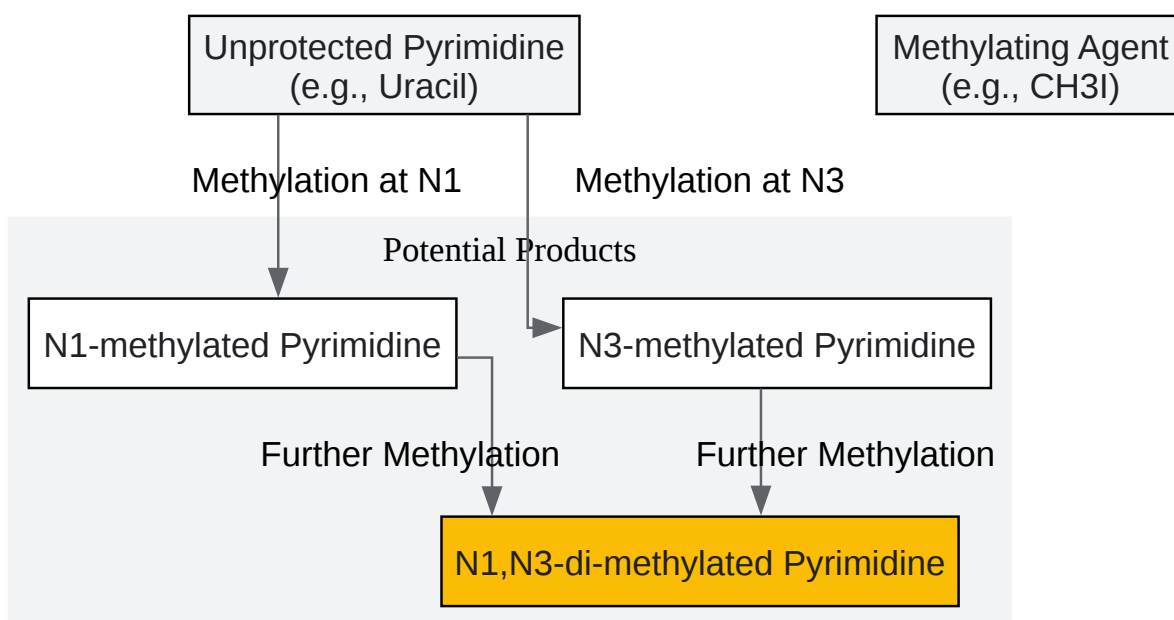 Unprotected Pyrimidine
(e.g., Uracil)
Methylating Agent
(e.g., CH3I)
Methylation at N1
Methylation at N3
Potential Products
N1-methylated Pyrimidine
N3-methylated Pyrimidine
Further Methylation
Further Methylation
N1,N3-di-methylated Pyrimidine